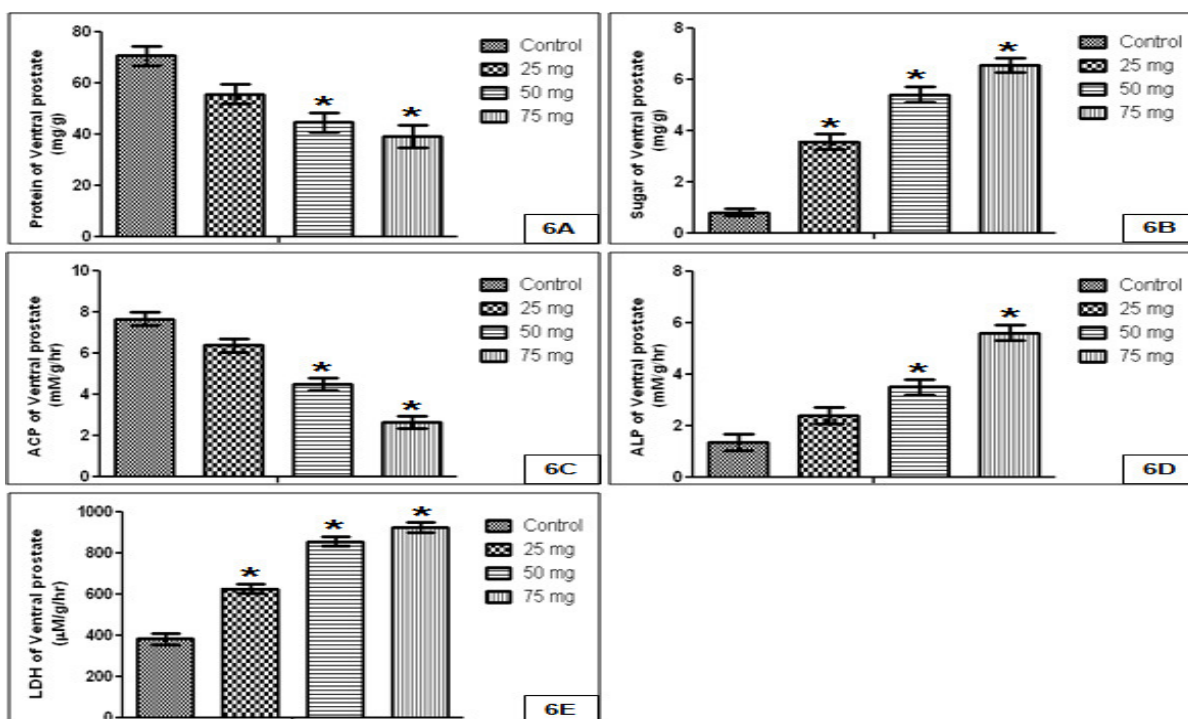 Protein of Ventral prostate
(mg/g)
80
60
40
20
0
*
*
Control
25 mg
50 mg
75 mg
6A
Sugar of Ventral prostate
(mg/g)
8
6
4
2
0
*
*
*
Control
25 mg
50 mg
75 mg
6B
ACP of Ventral prostate
(mM/g/hr)
10
8
6
4
2
0
*
*
Control
25 mg
50 mg
75 mg
6C
ALP of Ventral prostate
(mM/g/hr)
8
6
4
2
0
*
*
Control
25 mg
50 mg
75 mg
6D
LDH of Ventral prostate
(µM/g/hr)
1000
800
600
400
200
0
*
*
*
Control
25 mg
50 mg
75 mg
6E